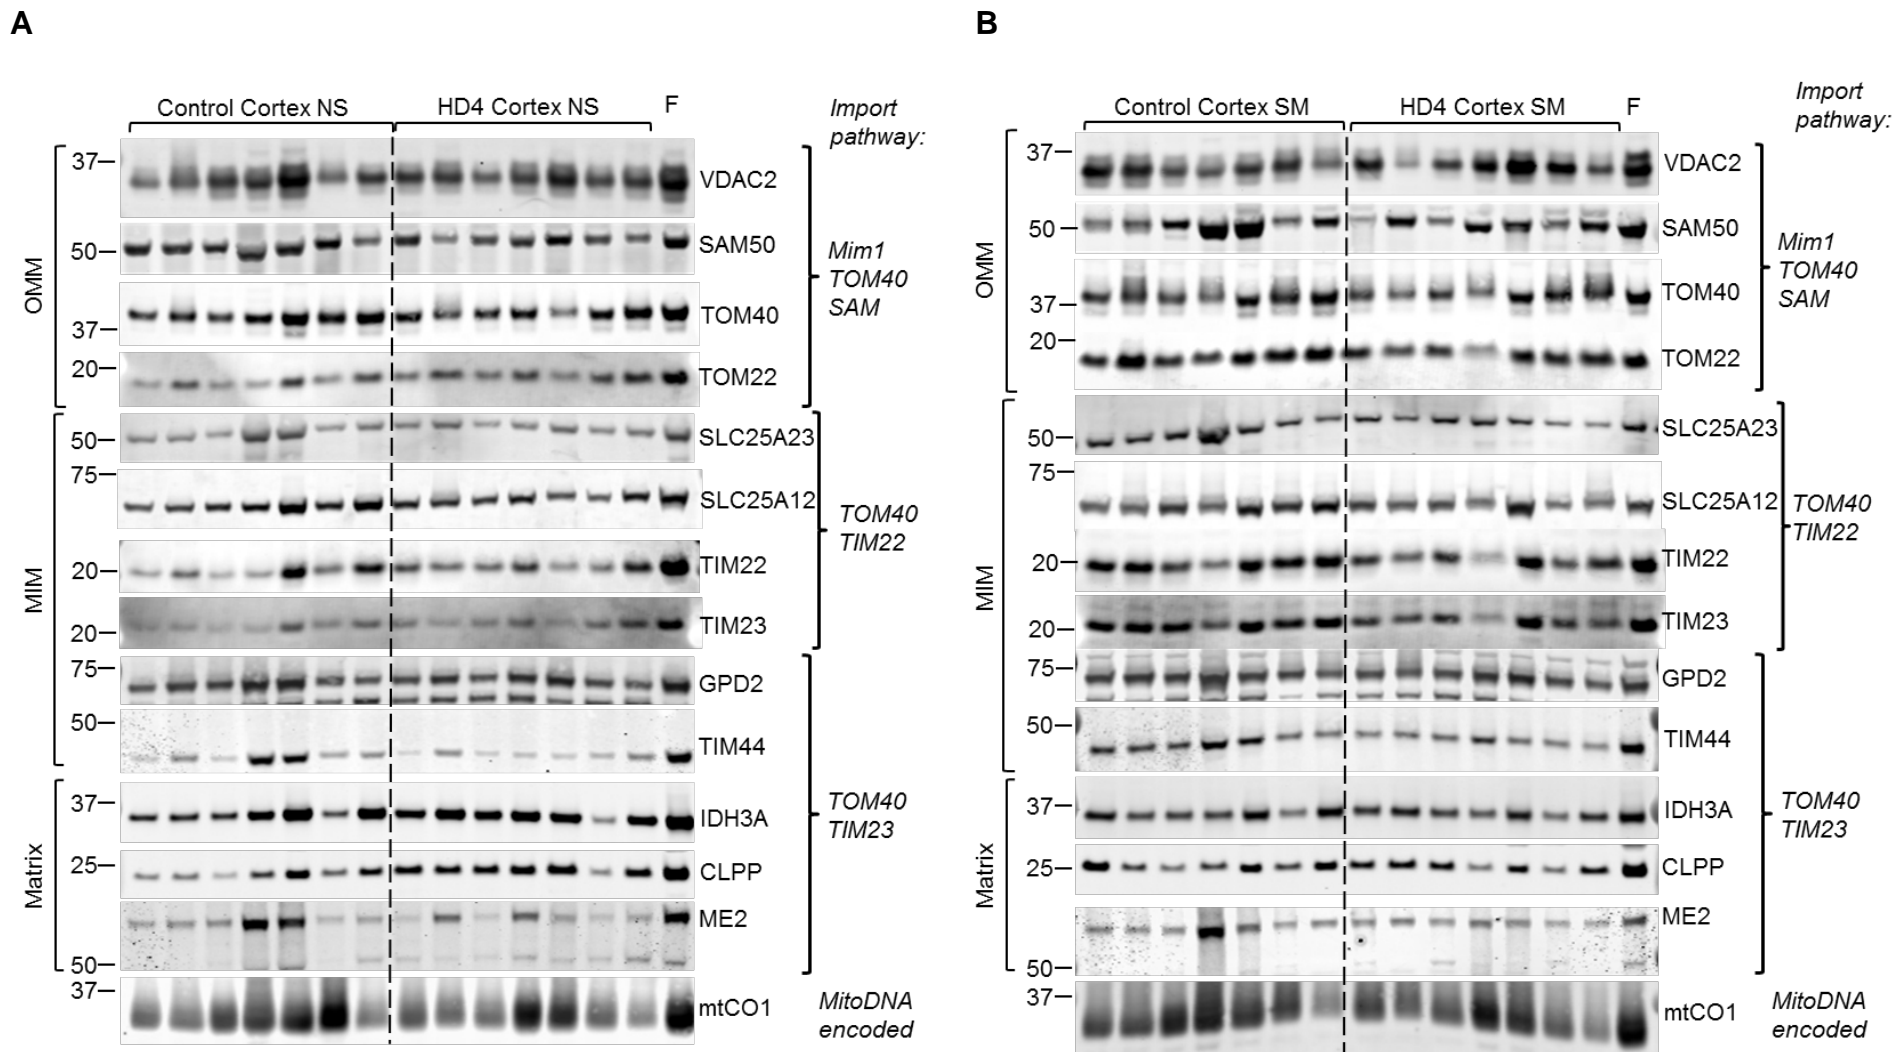 A
Control Cortex NS
HD4 Cortex NS
F
Import
pathway:
OMM
37
VDAC2
50
SAM50
37
TOM40
20
TOM22
Mim1
TOM40
SAM
MIM
50
SLC25A23
75
SLC25A12
20
TIM22
20
TIM23
TOM40
TIM22
75
GPD2
50
TIM44
Matrix
37
IDH3A
25
CLPP
ME2
50
TOM40
TIM23
37
mtCO1
MitoDNA
encoded
B
Control Cortex SM
HD4 Cortex SM
F
Import
pathway:
OMM
37
VDAC2
50
SAM50
37
TOM40
20
TOM22
Mim1
TOM40
SAM
MIM
50
SLC25A23
75
SLC25A12
20
TIM22
20
TIM23
TOM40
TIM22
75
GPD2
50
TIM44
Matrix
37
IDH3A
25
CLPP
ME2
50
TOM40
TIM23
37
mtCO1
MitoDNA
encoded